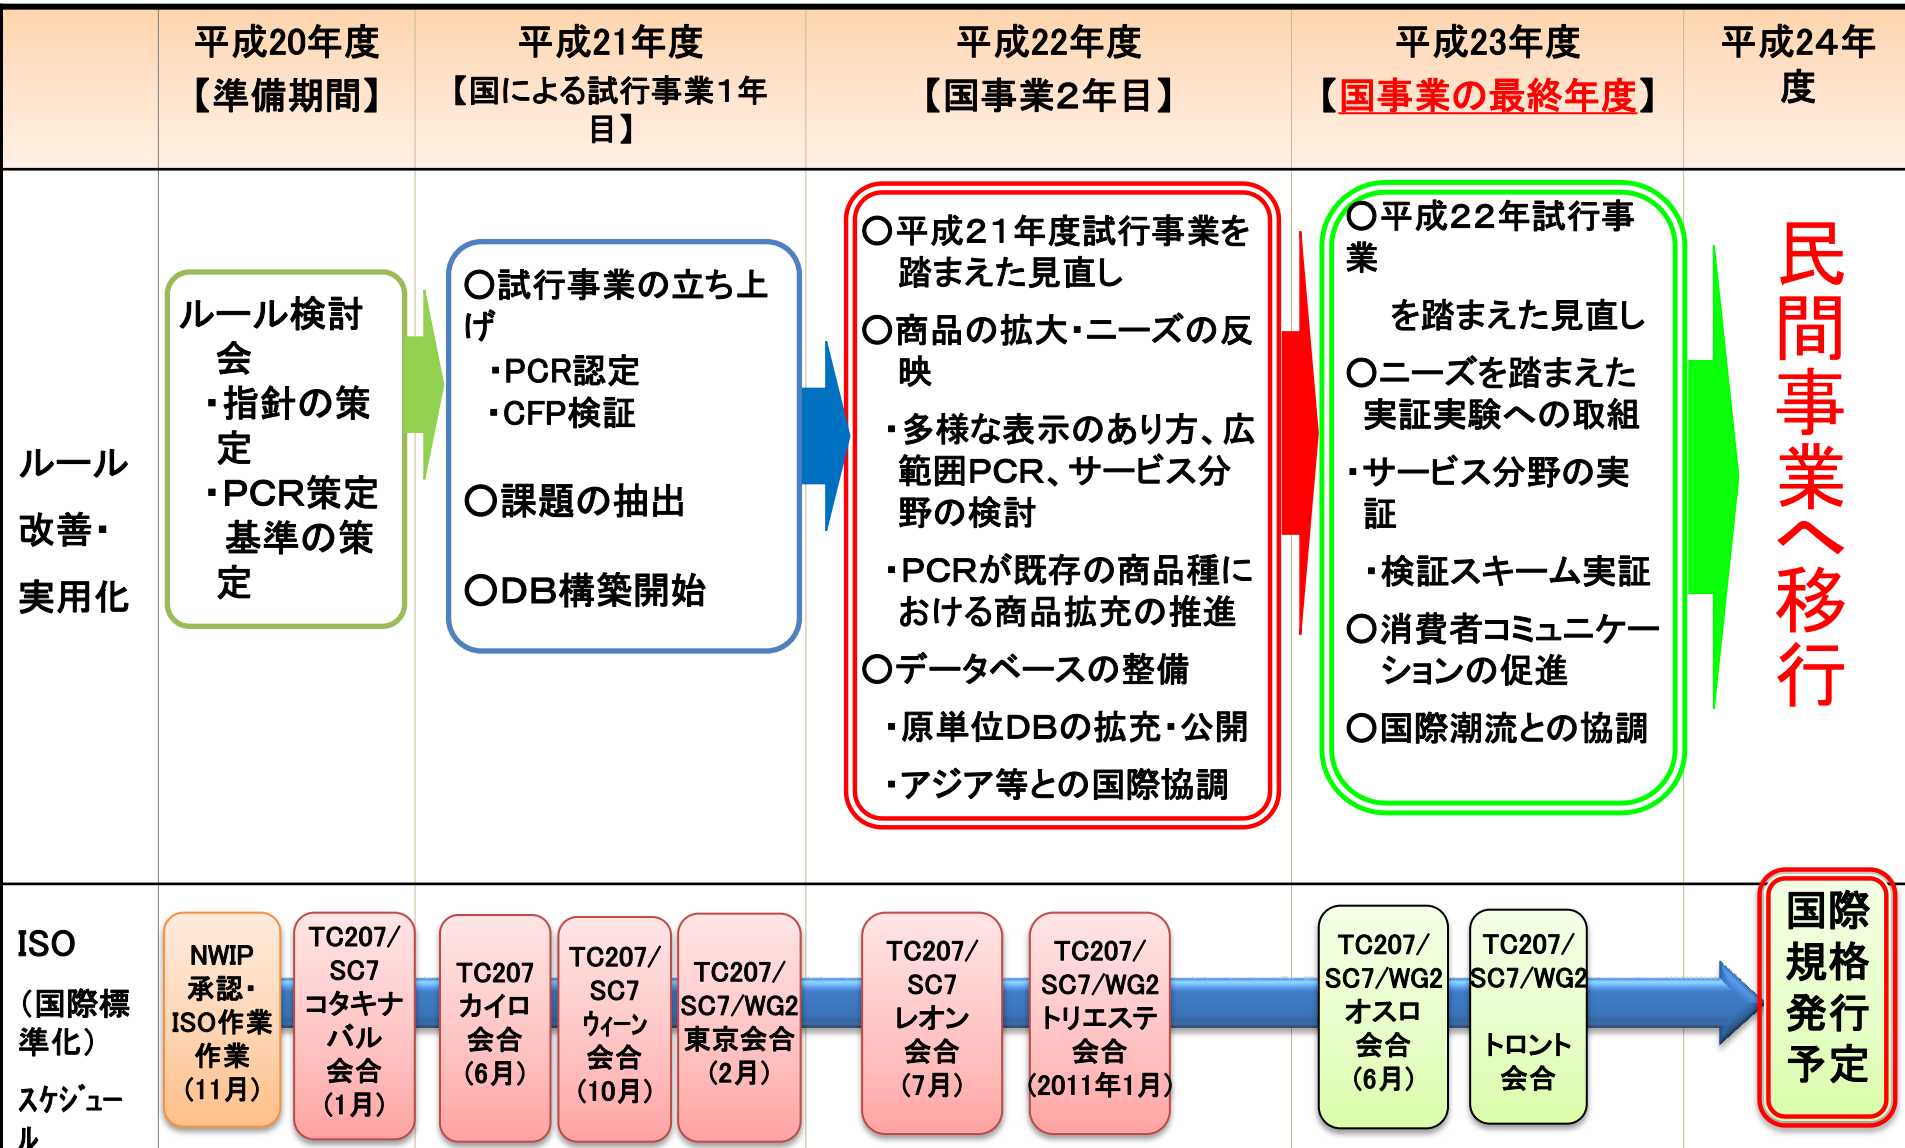 平成20年度
【準備期間】
平成21年度
【国による試行事業1年
目】
平成22年度
【国事業2年目】
平成23年度
【国事業の最終年度】
平成24年
度
ルール
改善・
実用化
ルール検討
会
・指針の策
定
・PCR策定
基準の策
定
○試行事業の立ち上
げ
・PCR認定
・CFP検証
○課題の抽出
○DB構築開始
○平成21年度試行事業を
踏まえた見直し
○商品の拡大・ニーズの反
映
・多様な表示のあり方、広
範囲PCR、サービス分
野の検討
・PCRが既存の商品種に
おける商品拡充の推進
○データベースの整備
・原単位DBの拡充・公開
・アジア等との国際協調
○平成22年試行事
業
を踏まえた見直し
○ニーズを踏まえた
実証実験への取組
・サービス分野の実
証
・検証スキーム実証
○消費者コミュニケー
ションの促進
○国際潮流との協調
民間事業へ移行
ISO
（国際標
準化）
スケジュー
ル
NWIP
承認・
ISO作業
作業
(11月)
TC207/
SC7
コタキナ
バル
会合
(1月)
TC207
カイロ
会合
(6月)
TC207/
SC7
ウィーン
会合
(10月)
TC207/
SC7/WG2
東京会合
(2月)
TC207/
SC7
レオン
会合
(7月)
TC207/
SC7/WG2
トリエステ
会合
(2011年1月)
TC207/
SC7/WG2
オスロ
会合
(6月)
TC207/
SC7/WG2
トロント
会合
国際
規格
発行
予定